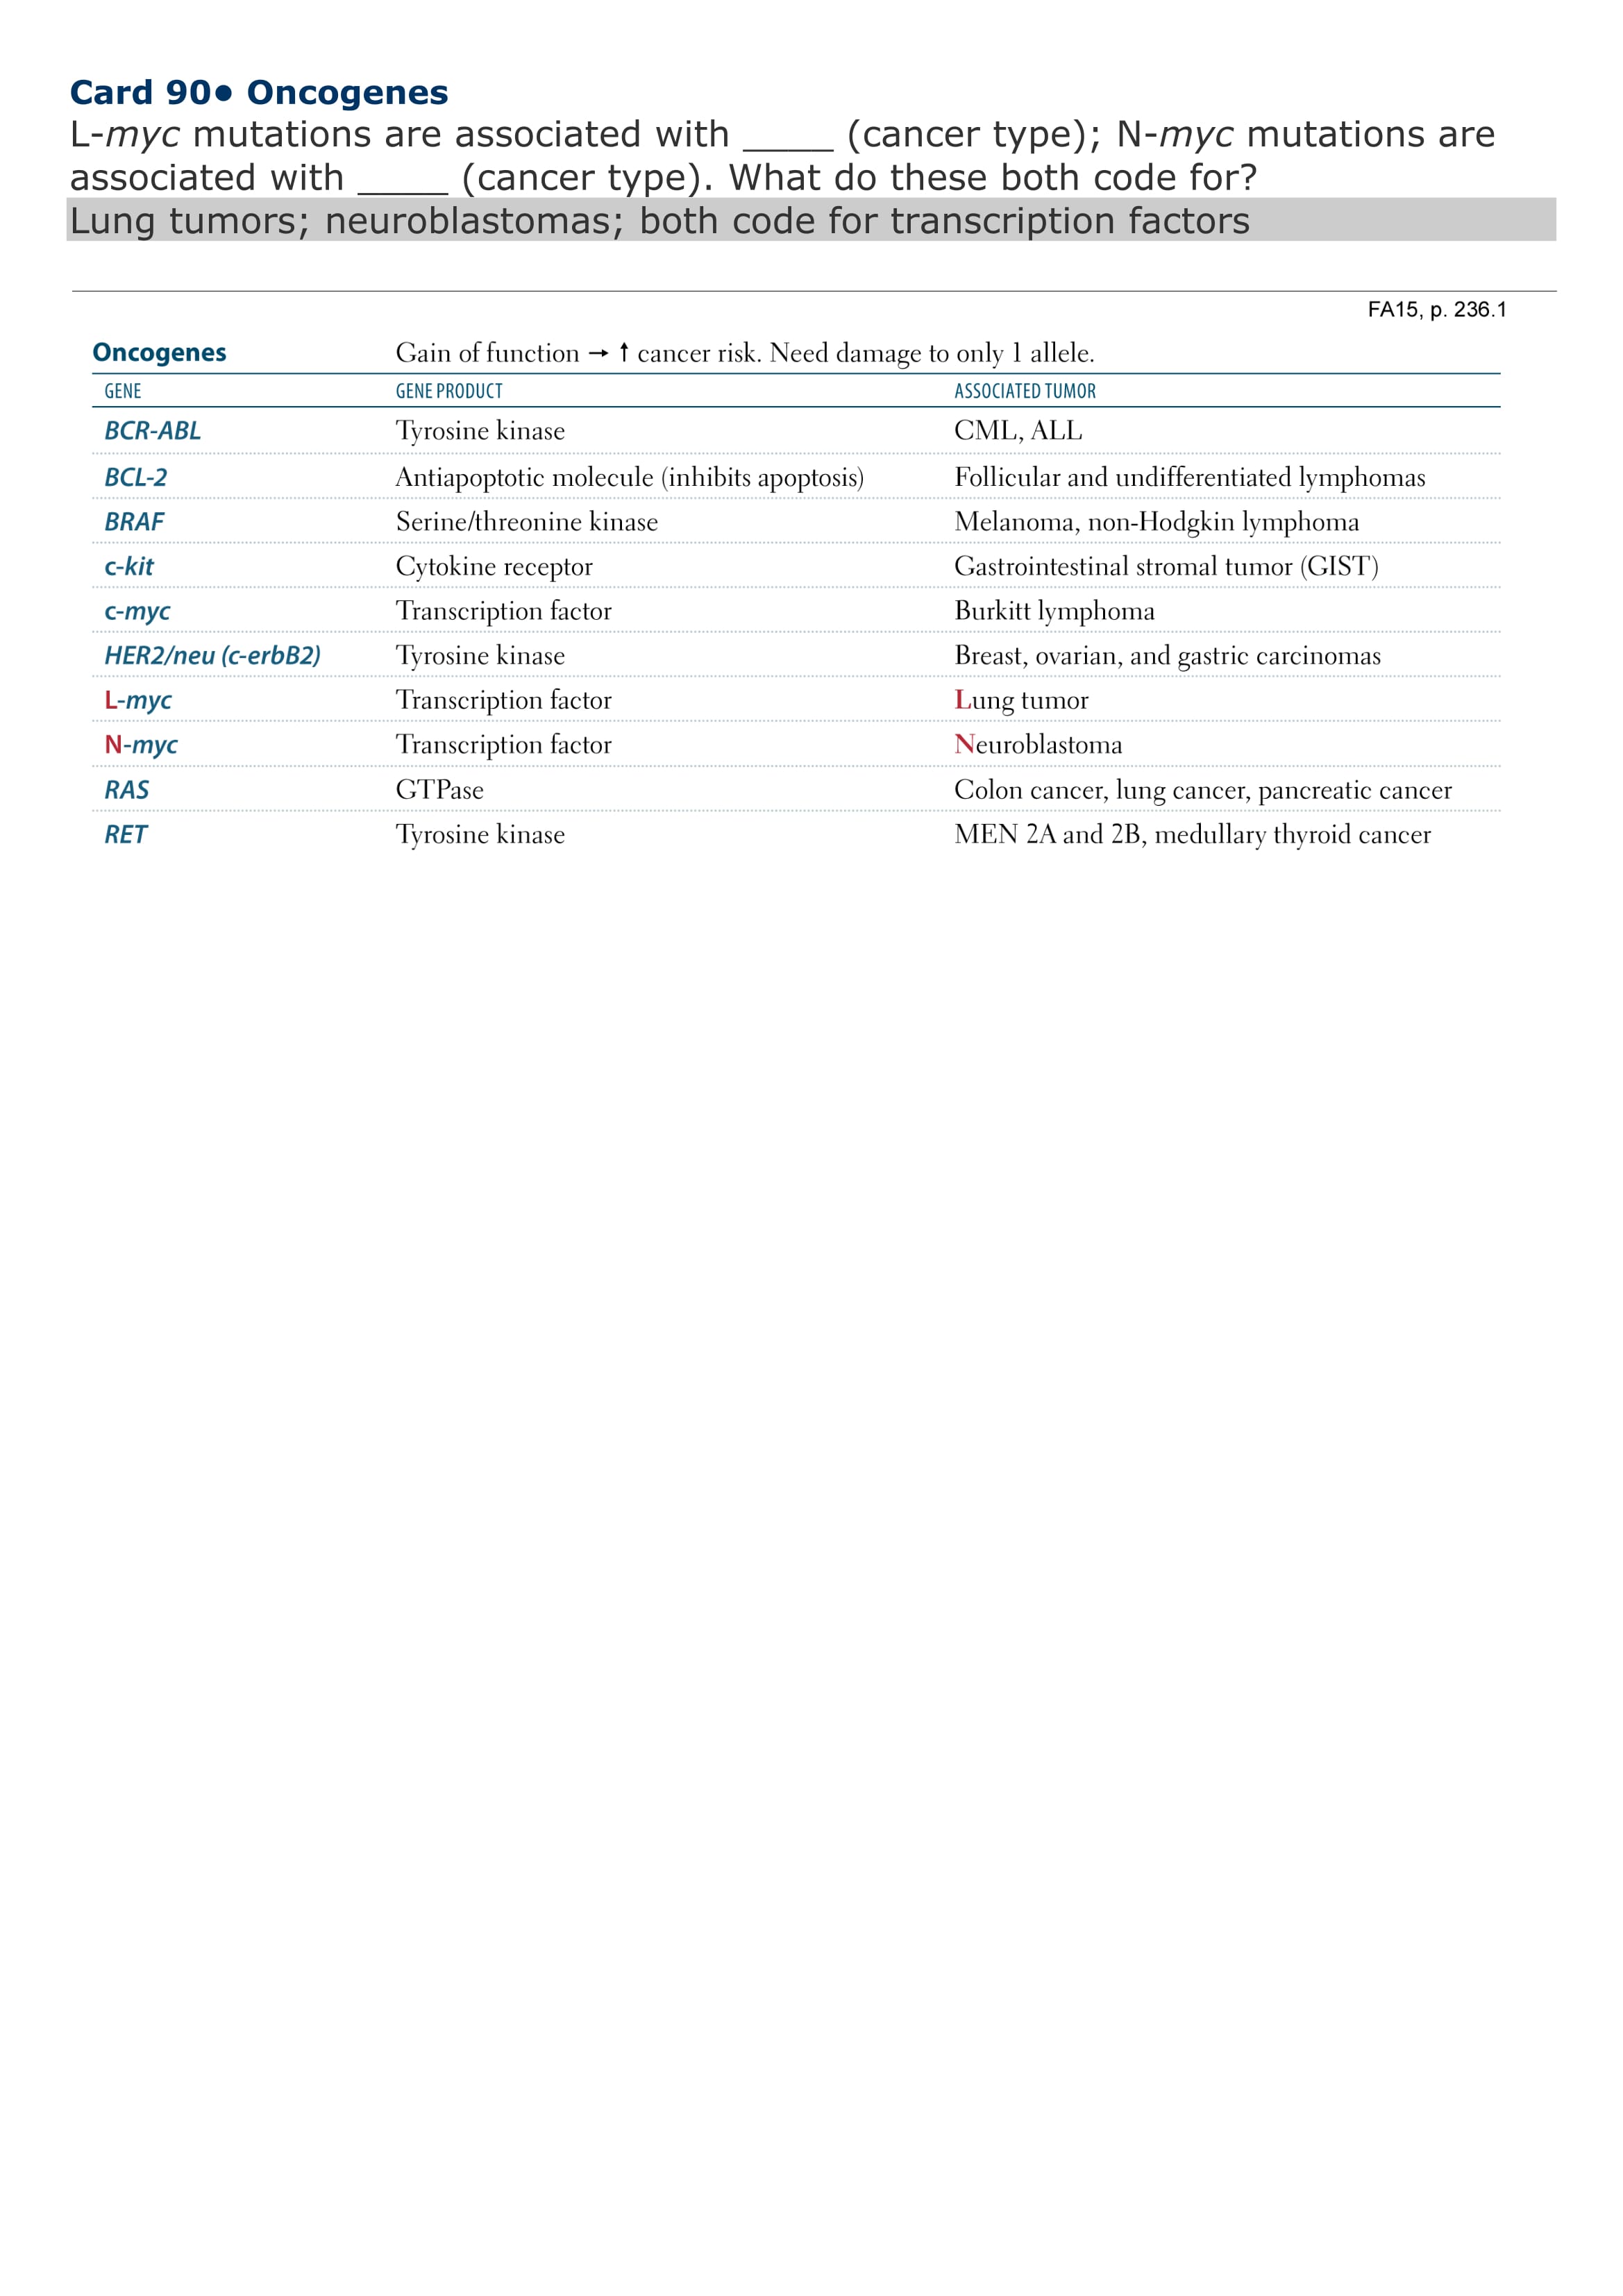 Card 90• Oncogenes
L-myc mutations are associated with _____ (cancer type); N-myc mutations are
associated with _____ (cancer type). What do these both code for?
Lung tumors; neuroblastomas; both code for transcription factors
FA15, p. 236.1
Oncogenes Gain of function → ↑ cancer risk. Need damage to only 1 allele.
GENE GENE PRODUCT ASSOCIATED TUMOR
BCR-ABL Tyrosine kinase CML, ALL
BCL-2 Antiapoptotic molecule (inhibits apoptosis) Follicular and undifferentiated lymphomas
BRAF Serine/threonine kinase Melanoma, non-Hodgkin lymphoma
c-kit Cytokine receptor Gastrointestinal stromal tumor (GIST)
c-myc Transcription factor Burkitt lymphoma
HER2/neu (c-erbB2) Tyrosine kinase Breast, ovarian, and gastric carcinomas
L-myc Transcription factor Lung tumor
N-myc Transcription factor Neuroblastoma
RAS GTPase Colon cancer, lung cancer, pancreatic cancer
RET Tyrosine kinase MEN 2A and 2B, medullary thyroid cancer